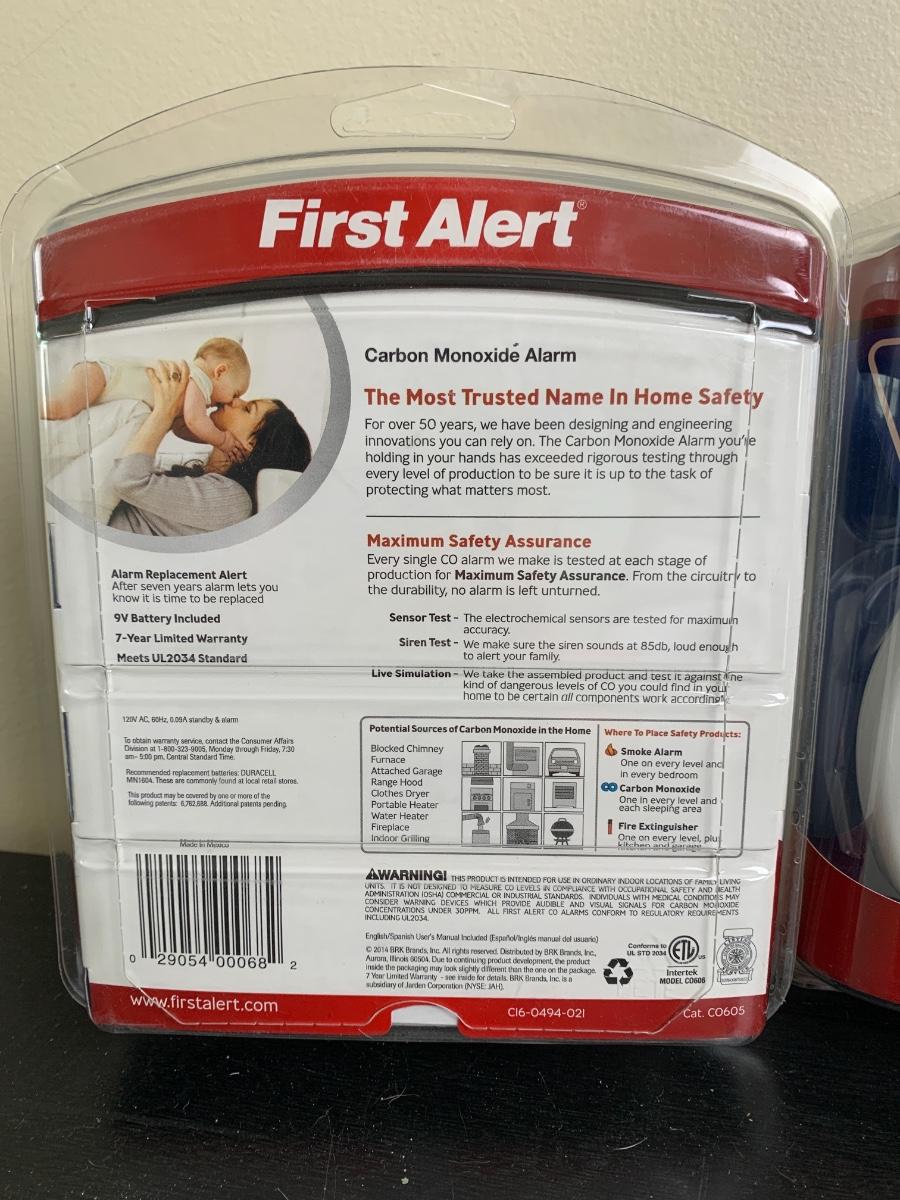 First Alert®
Carbon Monoxide Alarm
The Most Trusted Name In Home Safety
For over 50 years, we have been designing and engineering
innovations you can rely on. The Carbon Monoxide Alarm you're
holding in your hands has exceeded rigorous testing through
every level of production to be sure it is up to the task of
protecting what matters most.
Maximum Safety Assurance
Every single CO alarm we make is tested at each stage of
production for Maximum Safety Assurance. From the circuitry to
the durability, no alarm is left unturned.
Sensor Test - The electrochemical sensors are tested for maximum
accuracy.
Siren Test - We make sure the siren sounds at 85db, loud enough
to alert your family.
Live Simulation - We take the assembled product and test it against the
kind of dangerous levels of CO you could find in your
home to be certain all components work accordingly.
Alarm Replacement Alert
After seven years alarm lets you
know it is time to be replaced
9V Battery Included
7-Year Limited Warranty
Meets UL2034 Standard
120V AC, 60Hz, 0.09A standby & alarm
To obtain warranty service, contact the Consumer Affairs
Division at 1-800-323-9005, Monday through Friday, 7:30
am- 5:00 pm, Central Standard Time.
Recommended replacement batteries: DURACELL
MN1604. These are commonly found at local retail stores.
This product may be covered by one or more of the
following patents: 6,762,688. Additional patents pending.
Made in Mexico
0 29054 00068 2
Potential Sources of Carbon Monoxide in the Home
Blocked Chimney
Furnace
Attached Garage
Range Hood
Clothes Dryer
Portable Heater
Water Heater
Fireplace
Indoor Grilling
Where To Place Safety Products:
Smoke Alarm
One on every level and
in every bedroom
CO Carbon Monoxide
One in every level and
each sleeping area
Fire Extinguisher
One on every level, plus
kitchen and garage
WARNING! THIS PRODUCT IS INTENDED FOR USE IN ORDINARY INDOOR LOCATIONS OF FAMILY LIVING
UNITS. IT IS NOT DESIGNED TO MEASURE CO LEVELS IN COMPLIANCE WITH OCCUPATIONAL SAFETY AND HEALTH
ADMINISTRATION (OSHA) COMMERCIAL OR INDUSTRIAL STANDARDS. INDIVIDUALS WITH MEDICAL CONDITIONS MAY
CONSIDER WARNING DEVICES WHICH PROVIDE AUDIBLE AND VISUAL SIGNALS FOR CARBON MONOXIDE
CONCENTRATIONS UNDER 30PPM. ALL FIRST ALERT CO ALARMS CONFORM TO REGULATORY REQUIREMENTS
INCLUDING UL2034.
English/Spanish User's Manual Included (Español/Inglés manual del usuario)
© 2014 BRK Brands, Inc. All rights reserved. Distributed by BRK Brands, Inc.,
Aurora, Illinois 60504. Due to continuing product development, the product
inside the packaging may look slightly different than the one on the package.
7 Year Limited Warranty - see inside for details. BRK Brands, Inc. is a
subsidiary of Jarden Corporation (NYSE: JAH).
Conforms to
UL STD 2034
ETL
US
Intertek
MODEL CO605
www.firstalert.com
CI6-0494-021
Cat. CO605